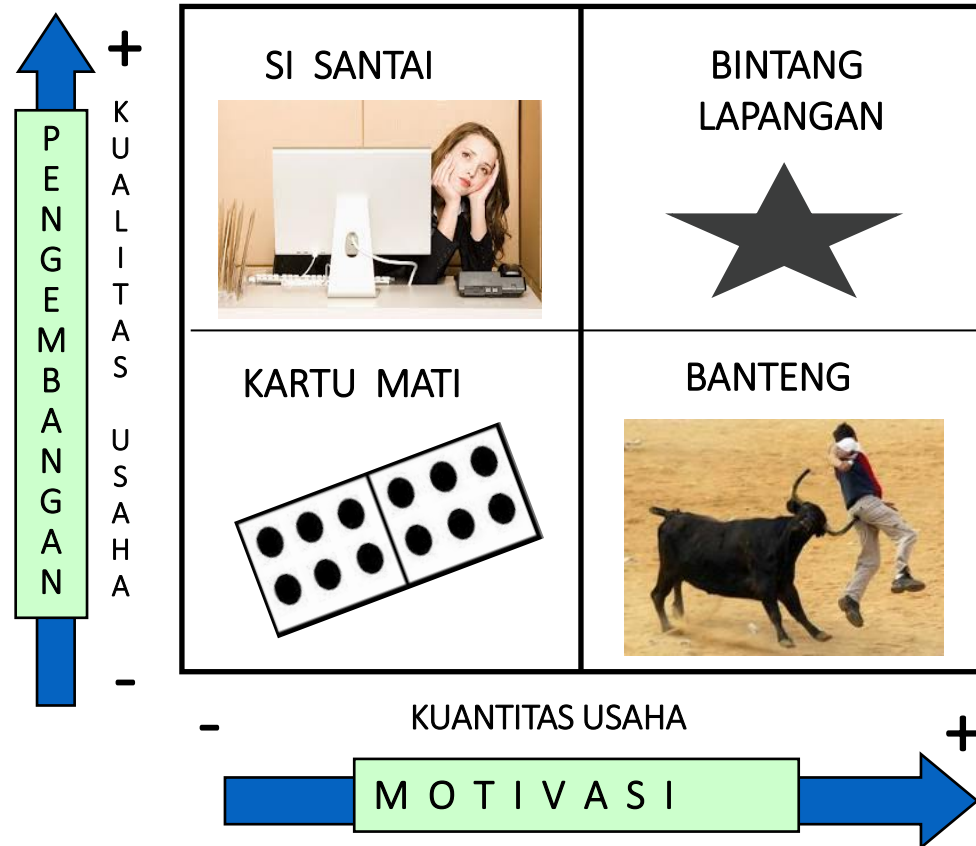 +
SI SANTAI
BINTANG
LAPANGAN
PENGEMBANGAN
KUALITAS USAHA
KARTU MATI
BANTENG
-
-
KUANTITAS USAHA
+
MOTIVASI